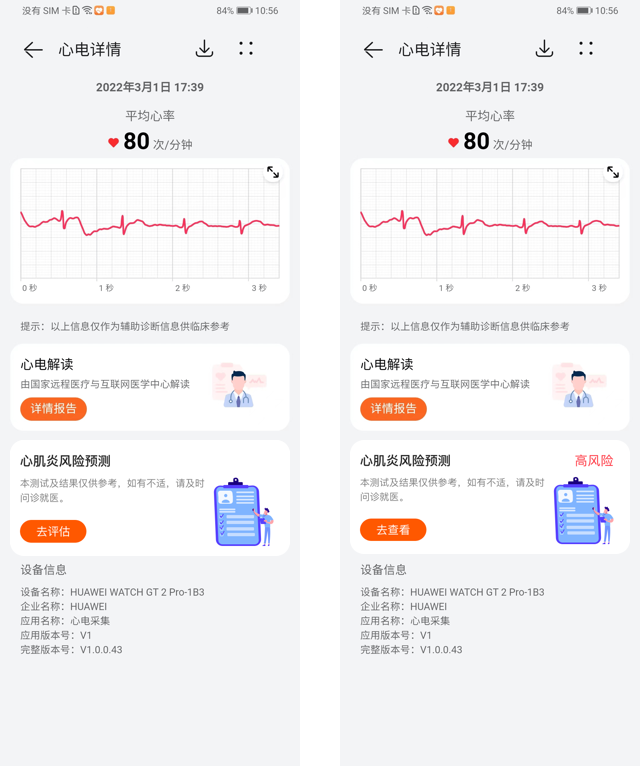 没有 SIM 卡 84% 10:56
心电详情
2022年3月1日 17:39
平均心率
80 次/分钟
0 秒 1 秒 2 秒 3 秒
提示：以上信息仅作为辅助诊断信息供临床参考
心电解读
由国家远程医疗与互联网医学中心解读
详情报告
心肌炎风险预测
本测试及结果仅供参考，如有不适，请及时
问诊就医。
去评估
设备信息
设备名称：HUAWEI WATCH GT 2 Pro-1B3
企业名称：HUAWEI
应用名称：心电采集
应用版本号：V1
完整版本号：V1.0.0.43
没有 SIM 卡 84% 10:56
心电详情
2022年3月1日 17:39
平均心率
80 次/分钟
0 秒 1 秒 2 秒 3 秒
提示：以上信息仅作为辅助诊断信息供临床参考
心电解读
由国家远程医疗与互联网医学中心解读
详情报告
心肌炎风险预测 高风险
本测试及结果仅供参考，如有不适，请及时
问诊就医。
去查看
设备信息
设备名称：HUAWEI WATCH GT 2 Pro-1B3
企业名称：HUAWEI
应用名称：心电采集
应用版本号：V1
完整版本号：V1.0.0.43